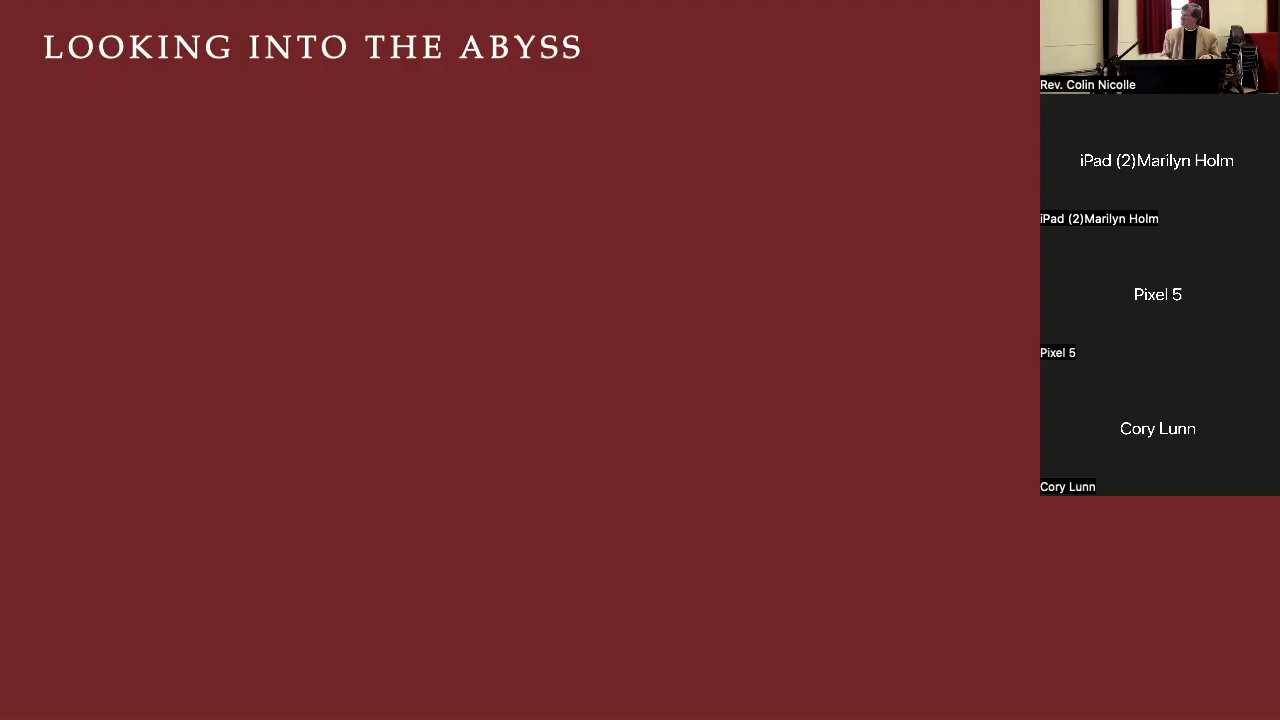 LOOKING INTO THE ABYSS
Rev. Colin Nicolle
iPad (2)Marilyn Holm
iPad (2)Marilyn Holm
Pixel 5
Pixel 5
Cory Lunn
Cory Lunn